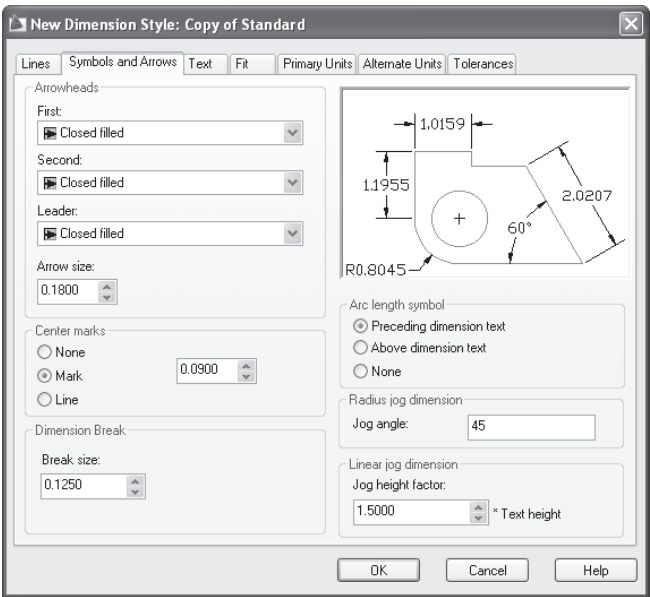 New Dimension Style: Copy of Standard
Lines Symbols and Arrows Text Fit Primary Units Alternate Units Tolerances
Arrowheads
First:
Closed filled
Second:
Closed filled
Leader:
Closed filled
Arrow size:
0.1800
Center marks
None
Mark
0.0900
Line
Dimension Break
Break size:
0.1250
1.0159
1.1955
2.0207
60°
R0.8045
Arc length symbol
Preceding dimension text
Above dimension text
None
Radius jog dimension
Jog angle: 45
Linear jog dimension
Jog height factor:
1.5000 * Text height
OK Cancel Help